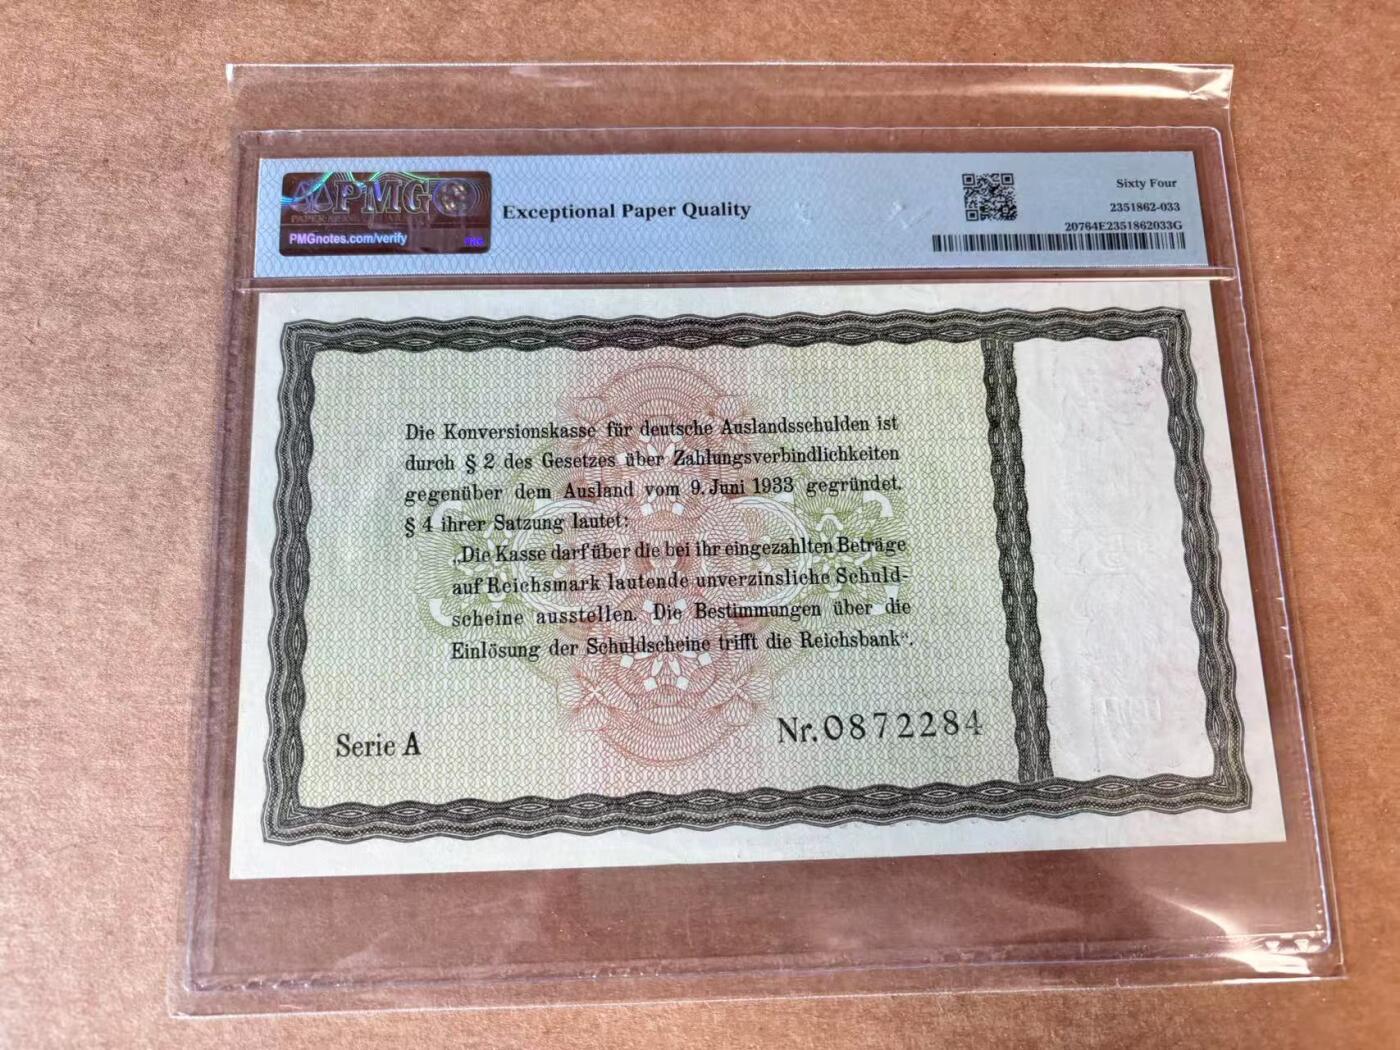 PMG
PMGnotes.com/verify
Exceptional Paper Quality
Sixty Four
2351862-033
20764E2351862033G
Die Konversionskasse für deutsche Auslandsschulden ist
durch § 2 des Gesetzes über Zahlungsverbindlichkeiten
gegenüber dem Ausland vom 9. Juni 1933 gegründet.
§ 4 ihrer Satzung lautet:
„Die Kasse darf über die bei ihr eingezahlten Beträge
auf Reichsmark lautende unverzinsliche Schuld-
scheine ausstellen. Die Bestimmungen über die
Einlösung der Schuldscheine trifft die Reichsbank“.
Serie A
Nr. 0872284